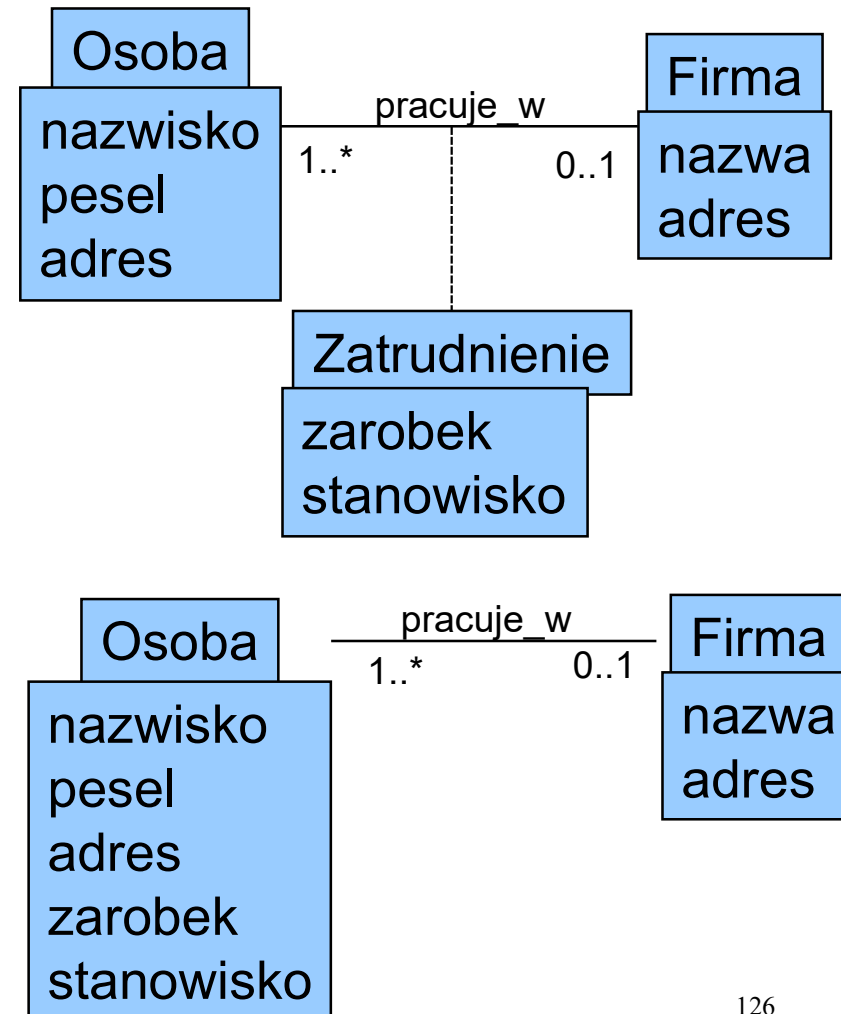 Osoba
nazwisko
pesel
adres
pracuje_w
1..*
0..1
Firma
nazwa
adres
Zatrudnienie
zarobek
stanowisko
Osoba
nazwisko
pesel
adres
zarobek
stanowisko
pracuje_w
1..*
0..1
Firma
nazwa
adres
126